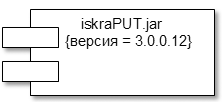 iskraPUT.jar
{версия = 3.0.0.12}